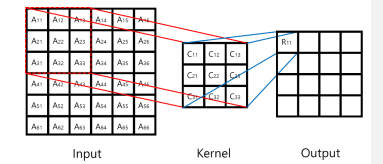 A11 A12 A13 A14 A15 A16
A21 A22 A23 A24 A25 A26
A31 A32 A33 A34 A35 A36
A41 A42 A43 A44 A45 A46
A51 A52 A53 A54 A55 A56
A61 A62 A63 A64 A65 A66
C11 C12 C13
C21 C22 C23
C31 C32 C33
R11
Input Kernel Output